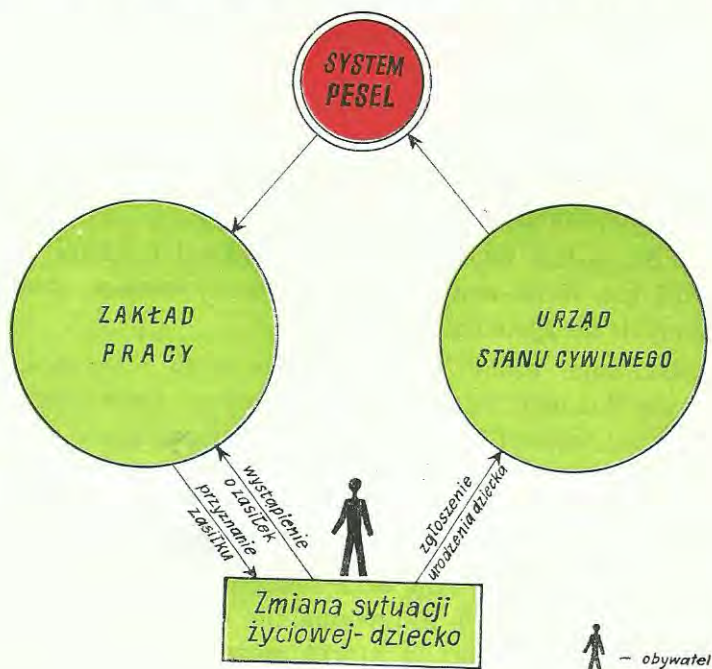 SYSTEM
PESEL
ZAKŁAD
PRACY
URZĄD
STANU CYWILNEGO
przyznanie
zasiłku
wystąpienie
o zasiłek
zgłoszenie
urodzenia dziecka
Zmiana sytuacji
życiowej-dziecko
– obywatel